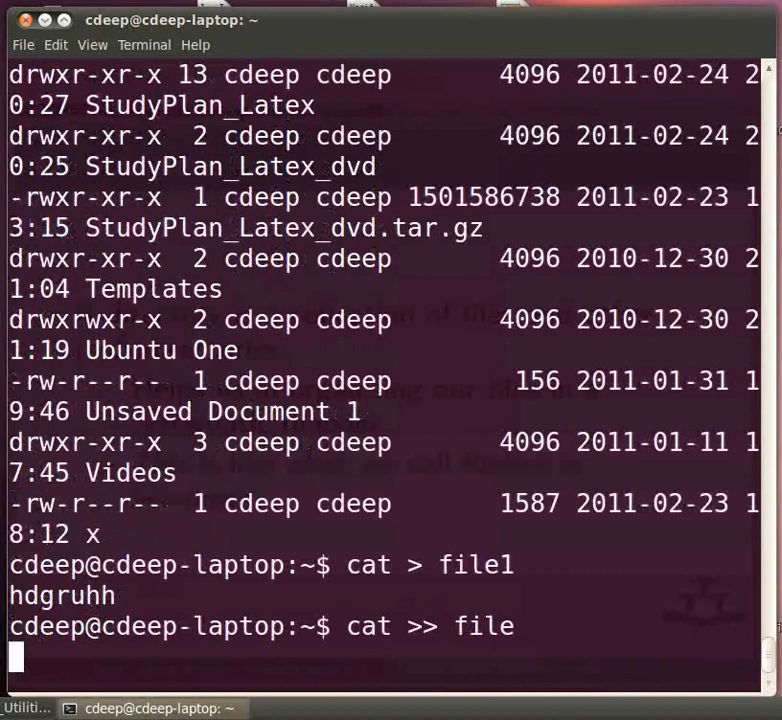 cdeep@cdeep-laptop: ~
File Edit View Terminal Help
drwxr-xr-x 13 cdeep cdeep 4096 2011-02-24 2
0:27 StudyPlan_Latex
drwxr-xr-x 2 cdeep cdeep 4096 2011-02-24 2
0:25 StudyPlan_Latex_dvd
-rwxr-xr-x 1 cdeep cdeep 1501586738 2011-02-23 1
3:15 StudyPlan_Latex_dvd.tar.gz
drwxr-xr-x 2 cdeep cdeep 4096 2010-12-30 2
1:04 Templates
drwxrwxr-x 2 cdeep cdeep 4096 2010-12-30 2
1:19 Ubuntu One
-rw-r--r-- 1 cdeep cdeep 156 2011-01-31 1
9:46 Unsaved Document 1
drwxr-xr-x 3 cdeep cdeep 4096 2011-01-11 1
7:45 Videos
-rw-r--r-- 1 cdeep cdeep 1587 2011-02-23 1
8:12 x
cdeep@cdeep-laptop:~$ cat > file1
hdgruhh
cdeep@cdeep-laptop:~$ cat >> file
_Utiliti... cdeep@cdeep-laptop: ~